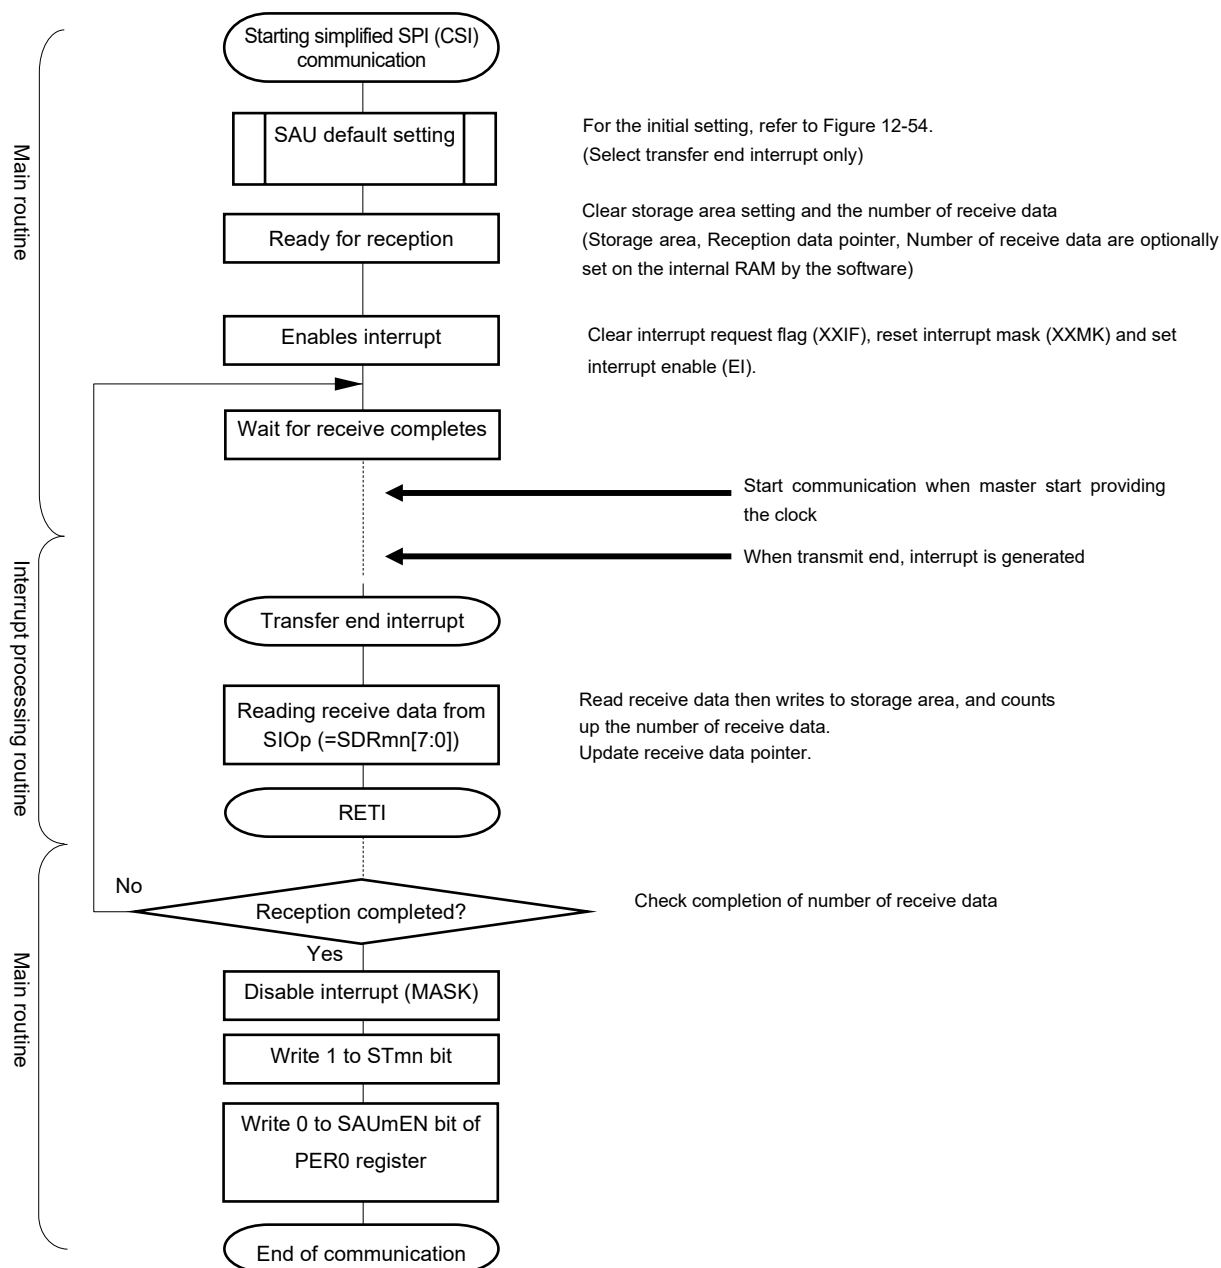 Starting simplified SPI (CSI)
communication
SAU default setting
For the initial setting, refer to Figure 12-54.
(Select transfer end interrupt only)
Main routine
Clear storage area setting and the number of receive data
(Storage area, Reception data pointer, Number of receive data are optionally
set on the internal RAM by the software)
Ready for reception
Enables interrupt
Clear interrupt request flag (XXIF), reset interrupt mask (XXMK) and set
interrupt enable (EI).
Wait for receive completes
Start communication when master start providing
the clock
When transmit end, interrupt is generated
Interrupt processing routine
Transfer end interrupt
Reading receive data from
SIOp (=SDRmn[7:0])
Read receive data then writes to storage area, and counts
up the number of receive data.
Update receive data pointer.
RETI
No
Reception completed?
Check completion of number of receive data
Yes
Main routine
Disable interrupt (MASK)
Write 1 to STmn bit
Write 0 to SAUmEN bit of
PER0 register
End of communication